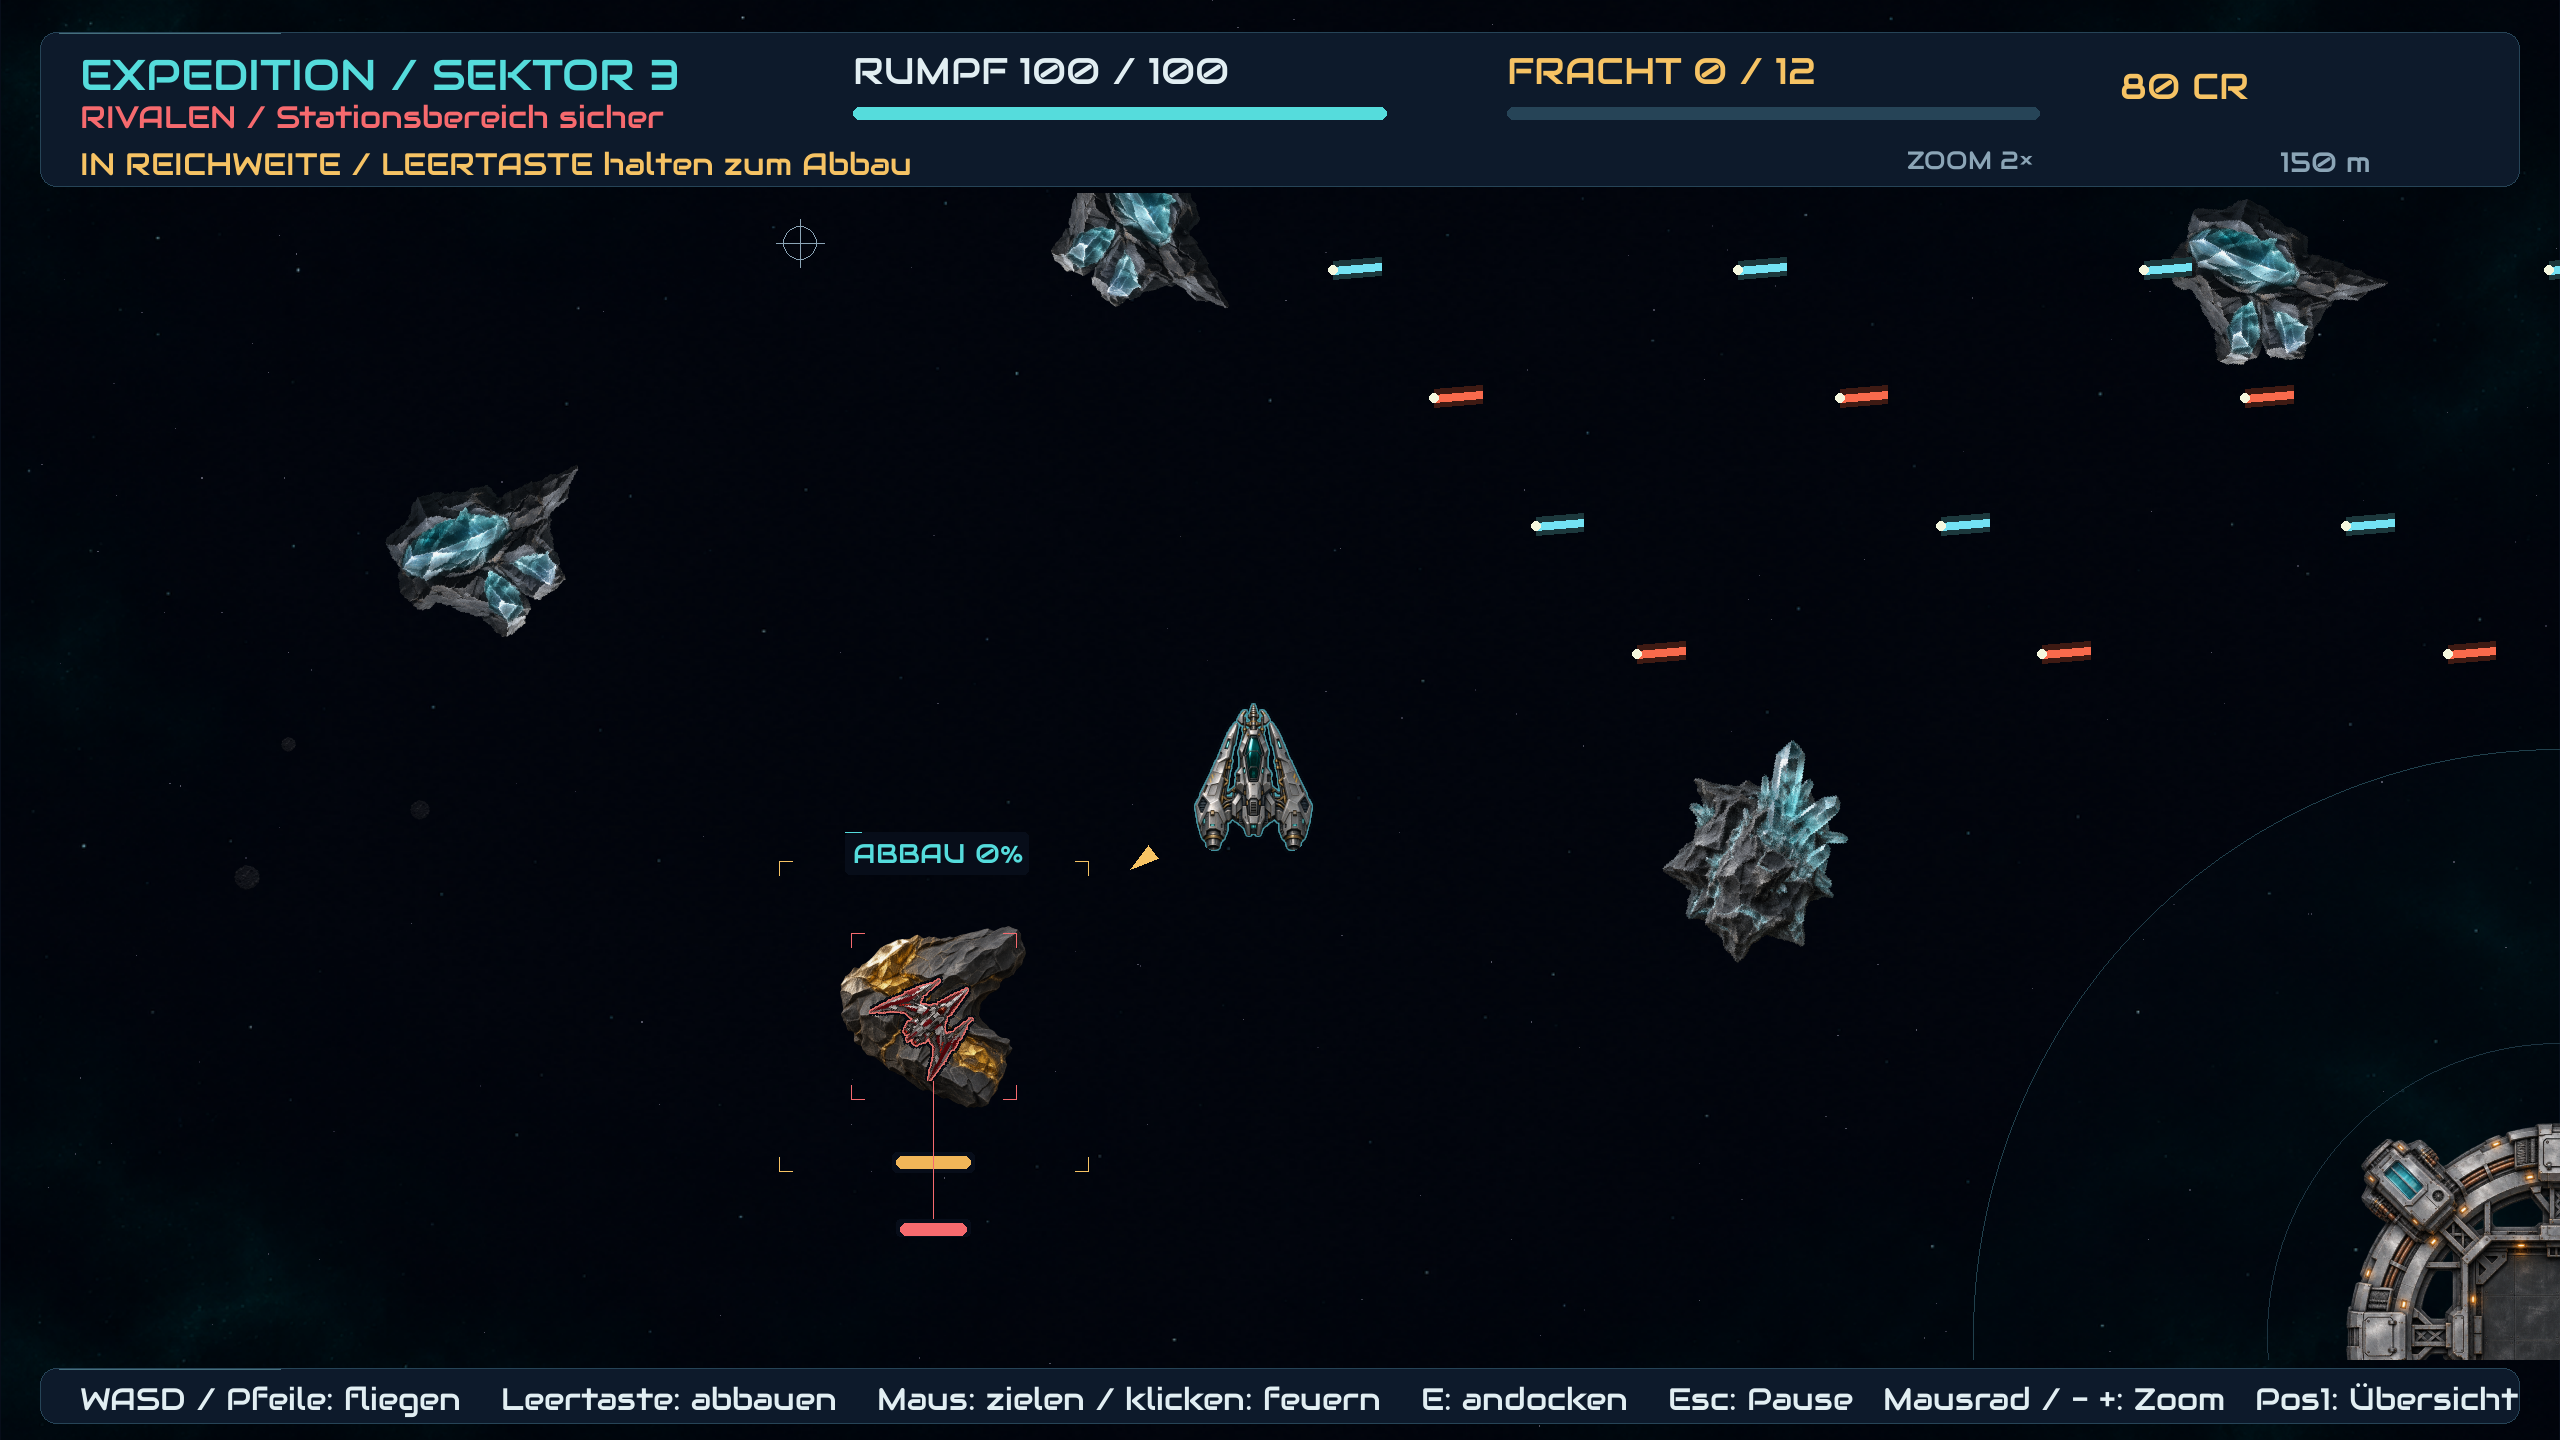 EXPEDITION / SEKTOR 3
RUMPF 100 / 100
FRACHT 0 / 12
80 CR
RIVALEN / Stationsbereich sicher
IN REICHWEITE / LEERTASTE halten zum Abbau
ZOOM 2×
150 m
ABBAU 0%
WASD / Pfeile: fliegen
Leertaste: abbauen
Maus: zielen / klicken: feuern
E: andocken
Esc: Pause
Mausrad / - +: Zoom
Pos1: Übersicht